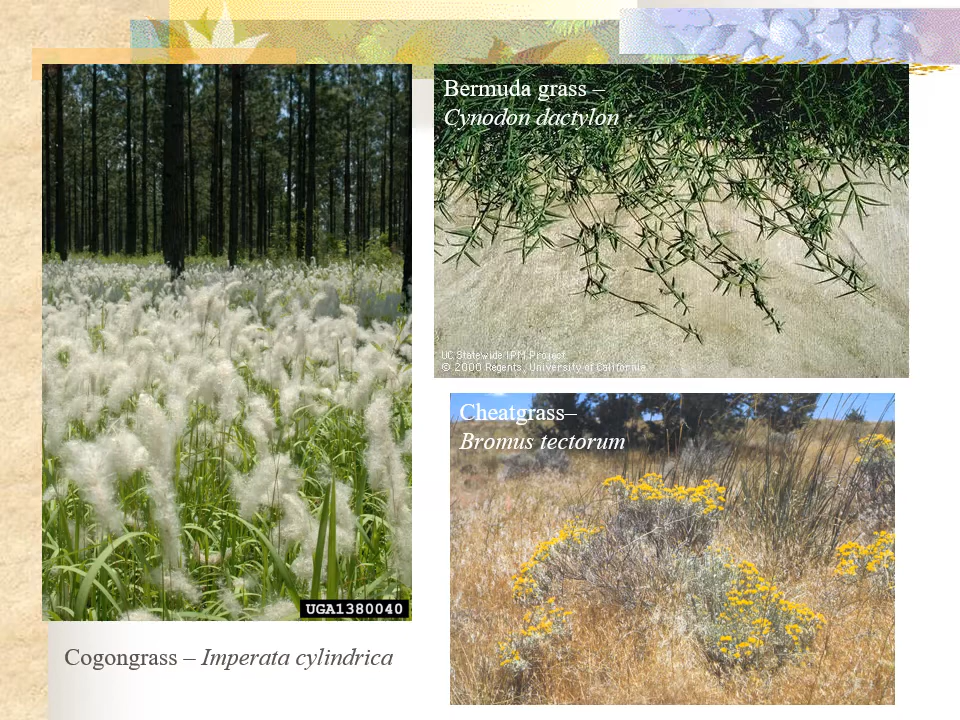 Bermuda grass –
Cynodon dactylon
UC Statewide IPM Project
© 2000 Regents, University of California
Cheatgrass–
Bromus tectorum
UGA1380040
Cogongrass – Imperata cylindrica